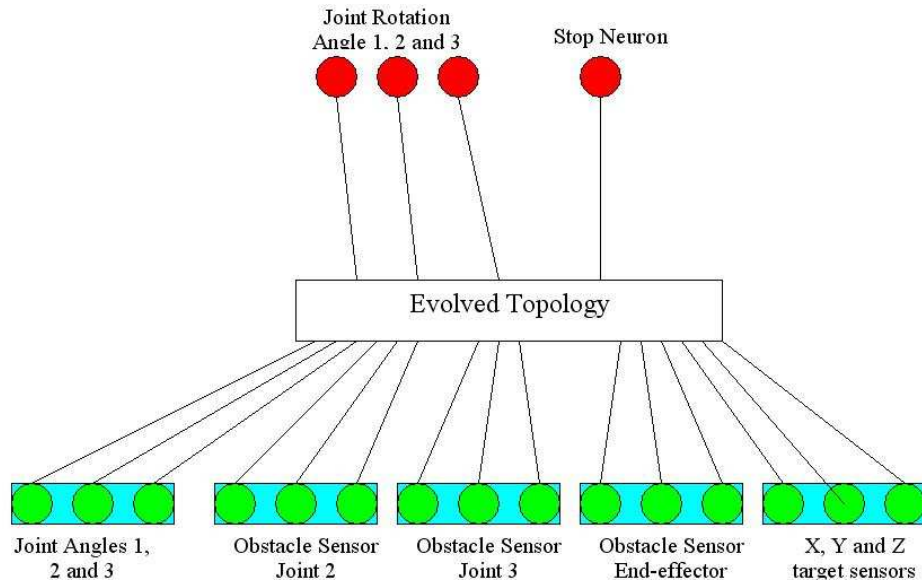 Joint Rotation
Angle 1, 2 and 3
Stop Neuron
Evolved Topology
Joint Angles 1,
2 and 3
Obstacle Sensor
Joint 2
Obstacle Sensor
Joint 3
Obstacle Sensor
End-effector
X, Y and Z
target sensors